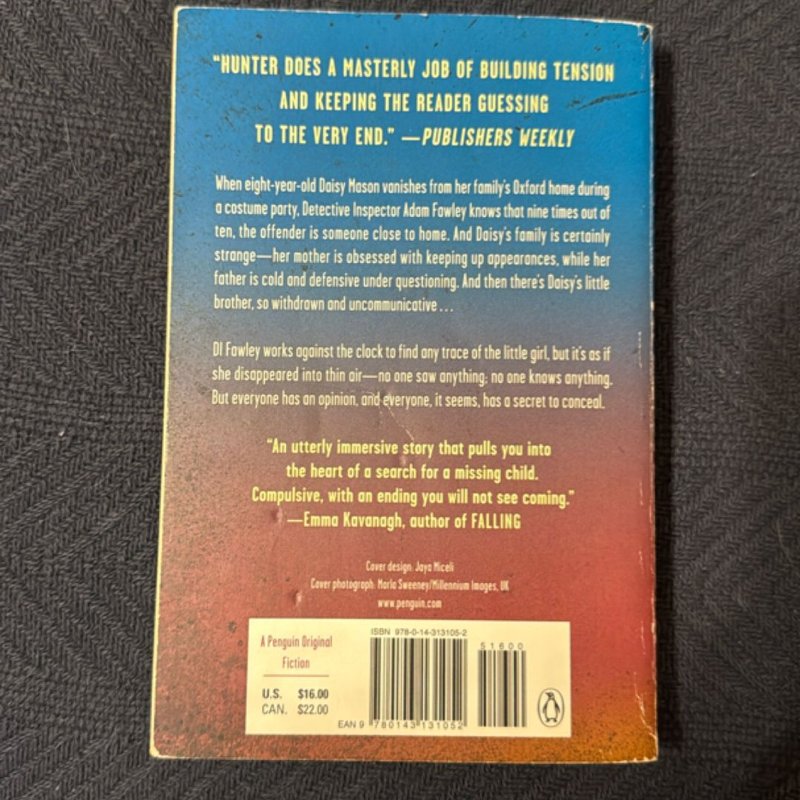 "HUNTER DOES A MASTERLY JOB OF BUILDING TENSION
AND KEEPING THE READER GUESSING
TO THE VERY END." —PUBLISHERS WEEKLY
When eight-year-old Daisy Mason vanishes from her family's Oxford home during
a costume party, Detective Inspector Adam Fawley knows that nine times out of
ten, the offender is someone close to home. And Daisy's family is certainly
strange—her mother is obsessed with keeping up appearances, while her
father is cold and defensive under questioning. And then there's Daisy's little
brother, so withdrawn and uncommunicative . . .
DI Fawley works against the clock to find any trace of the little girl, but it's as if
she disappeared into thin air—no one saw anything; no one knows anything.
But everyone has an opinion, and everyone, it seems, has a secret to conceal.
"An utterly immersive story that pulls you into
the heart of a search for a missing child.
Compulsive, with an ending you will not see coming."
—Emma Kavanagh, author of FALLING
Cover design: Jaya Miceli
Cover photograph: Marla Sweeney/Millennium Images, UK
www.penguin.com
A Penguin Original
Fiction
U.S. $16.00
CAN. $22.00
ISBN 978-0-14-313105-2
51600
EAN 9 780143 131052